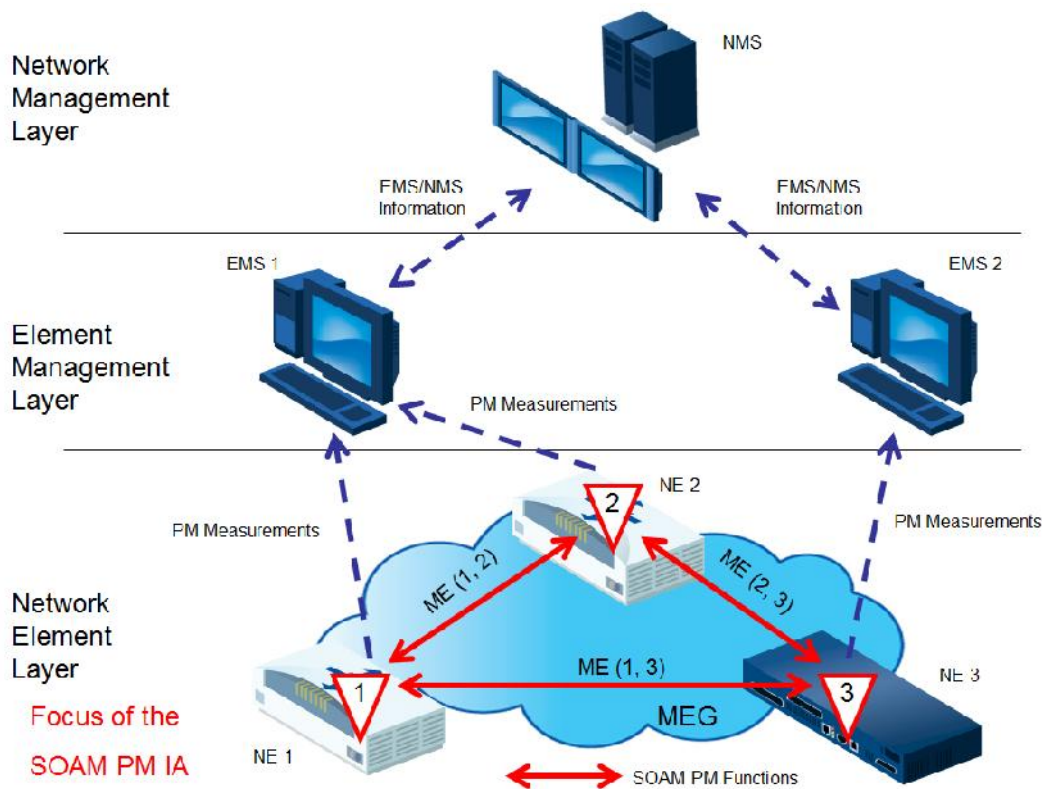 Network
Management
Layer
NMS
EMS/NMS
Information
EMS/NMS
Information
EMS 1
EMS 2
Element
Management
Layer
PM Measurements
PM Measurements
PM Measurements
NE 2
2
ME (1, 2)
ME (2, 3)
Network
Element
Layer
ME (1, 3)
1
3
NE 3
MEG
Focus of the
SOAM PM IA
NE 1
SOAM PM Functions